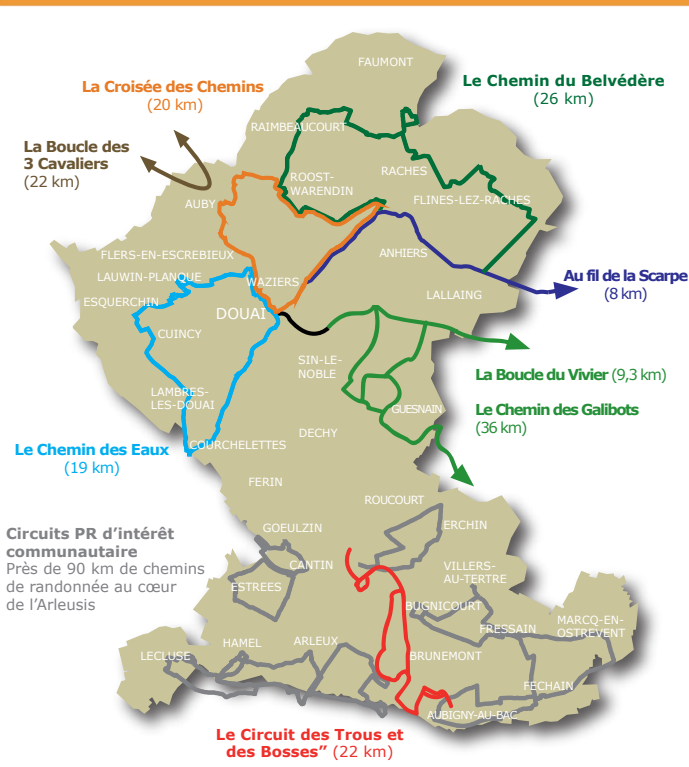 FAUMONT
La Croisée des Chemins
(20 km)
Le Chemin du Belvédère
(26 km)
RAIMBEAUCOURT
La Boucle des
3 Cavaliers
(22 km)
ROOST-
WARENDIN
RACHES
AUBY
FLINES-LEZ-RACHES
FLERS-EN-ESCREBIEUX
ANHIERS
LAUWIN-PLANQUE
WAZIERS
Au fil de la Scarpe
(8 km)
ESQUERCHIN
LALLAING
DOUAI
CUINCY
SIN-LE-
NOBLE
La Boucle du Vivier (9,3 km)
LAMBRES-
LES-DOUAI
GUESNAIN
Le Chemin des Galibots
(36 km)
DECHY
Le Chemin des Eaux
(19 km)
COURCHELETTES
FERIN
ROUCOURT
GOEULZIN
ERCHIN
Circuits PR d’intérêt
communautaire
Près de 90 km de chemins
de randonnée au cœur
de l’Arleusis
CANTIN
VILLERS-
AU-TERTRE
ESTREES
BUGNICOURT
MARCQ-EN-
OSTREVENT
FRESSAIN
HAMEL
ARLEUX
LECLUSE
BRUNEMONT
FECHAIN
AUBIGNY-AU-BAC
Le Circuit des Trous et
des Bosses” (22 km)